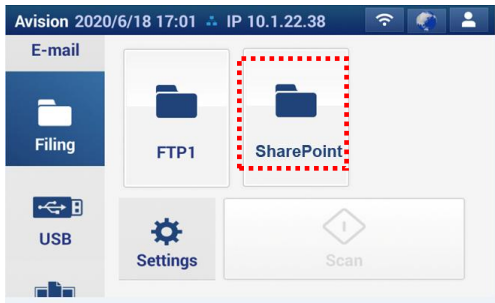 Avision 2020/6/18 17:01 IP 10.1.22.38
E-mail
Filing
FTP1
SharePoint
USB
Settings
Scan